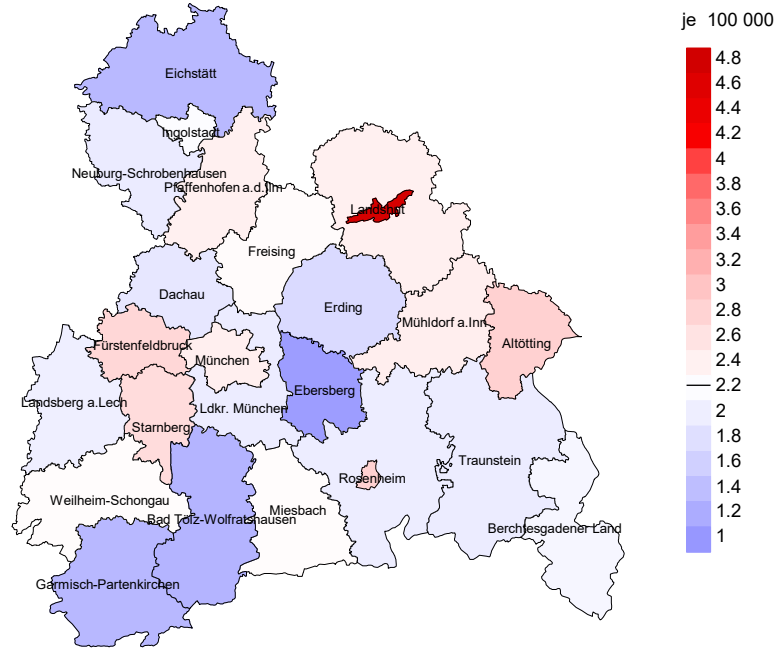 je 100 000
4.8
4.6
4.4
4.2
4
3.8
3.6
3.4
3.2
3
2.8
2.6
2.4
2.2
2
1.8
1.6
1.4
1.2
1
Eichstätt
Ingolstadt
Neuburg-Schrobenhausen
Pfaffenhofen a.d.Ilm
Landshut
Freising
Dachau
Erding
Mühldorf a.Inn
Altötting
Fürstenfeldbruck
München
Ebersberg
Landsberg a.Lech
Ldkr. München
Starnberg
Traunstein
Rosenheim
Weilheim-Schongau
Miesbach
Bad Tölz-Wolfratshausen
Berchtesgadener Land
Garmisch-Partenkirchen